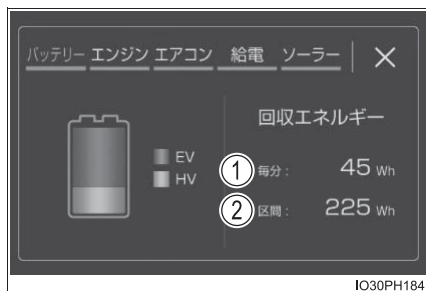 バッテリー エンジン エアコン 給電 ソーラー ×
回収エネルギー
EV
HV
① 毎分： 45 Wh
② 区間： 225 Wh
IO30PH184